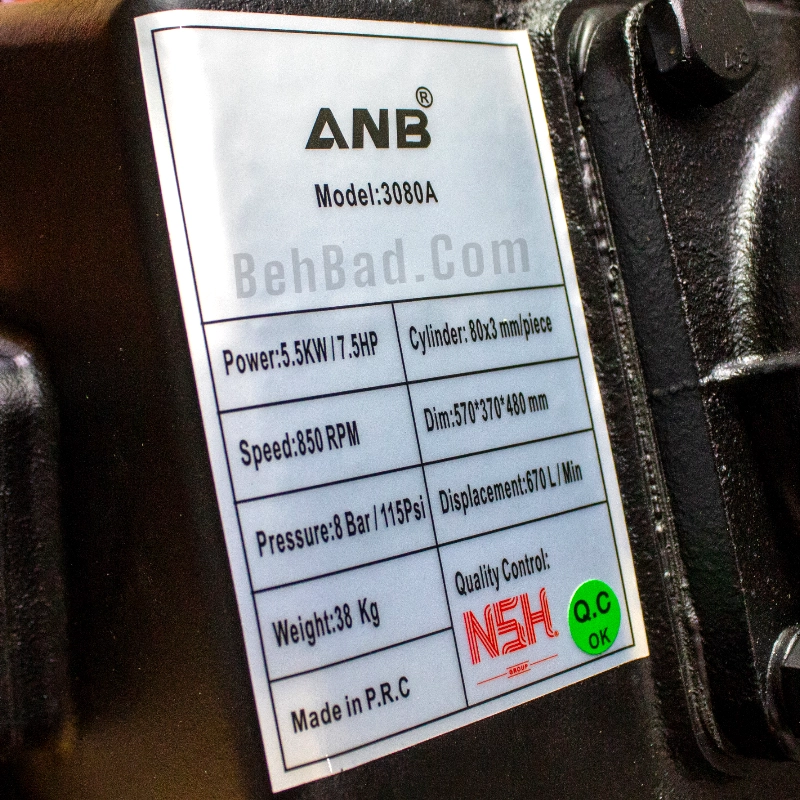 ANB®
Model:3080A
BehBad.Com
Power:5.5KW/7.5HP
Cylinder: 80x3 mm/piece
Speed:850 RPM
Dim:570*370*480 mm
Pressure:8 Bar/115Psi
Displacement:670 L/Min
Weight:38 Kg
Quality Control:
NSH®
GROUP
Q.C
OK
Made in P.R.C
4,8